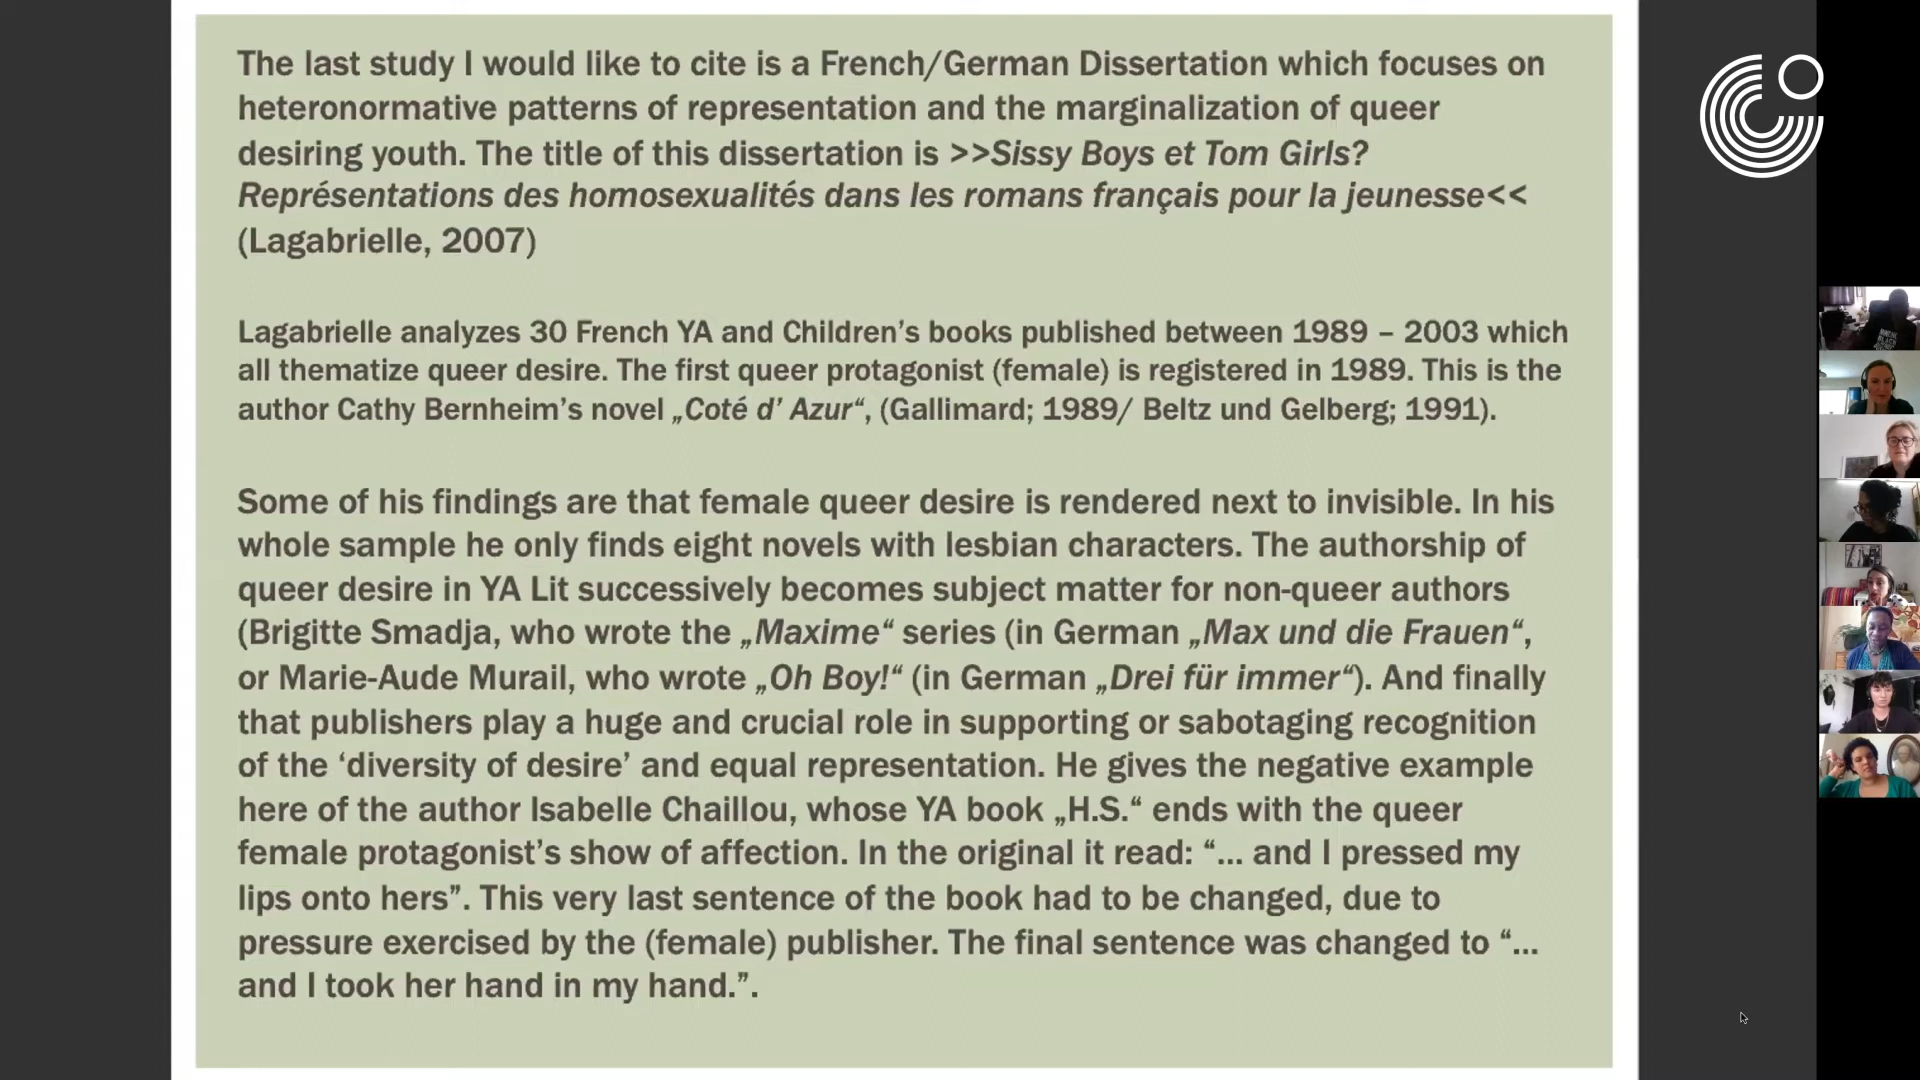 The last study I would like to cite is a French/German Dissertation which focuses on
heteronormative patterns of representation and the marginalization of queer
desiring youth. The title of this dissertation is >>Sissy Boys et Tom Girls?
Représentations des homosexualités dans les romans français pour la jeunesse<<
(Lagabrielle, 2007)
Lagabrielle analyzes 30 French YA and Children’s books published between 1989 – 2003 which
all thematize queer desire. The first queer protagonist (female) is registered in 1989. This is the
author Cathy Bernheim’s novel „Coté d’ Azur“, (Gallimard; 1989/ Beltz und Gelberg; 1991).
Some of his findings are that female queer desire is rendered next to invisible. In his
whole sample he only finds eight novels with lesbian characters. The authorship of
queer desire in YA Lit successively becomes subject matter for non-queer authors
(Brigitte Smadja, who wrote the „Maxime“ series (in German „Max und die Frauen“,
or Marie-Aude Murail, who wrote „Oh Boy!“ (in German „Drei für immer“). And finally
that publishers play a huge and crucial role in supporting or sabotaging recognition
of the ‘diversity of desire’ and equal representation. He gives the negative example
here of the author Isabelle Chaillou, whose YA book „H.S.“ ends with the queer
female protagonist’s show of affection. In the original it read: “... and I pressed my
lips onto hers”. This very last sentence of the book had to be changed, due to
pressure exercised by the (female) publisher. The final sentence was changed to “...
and I took her hand in my hand.”.